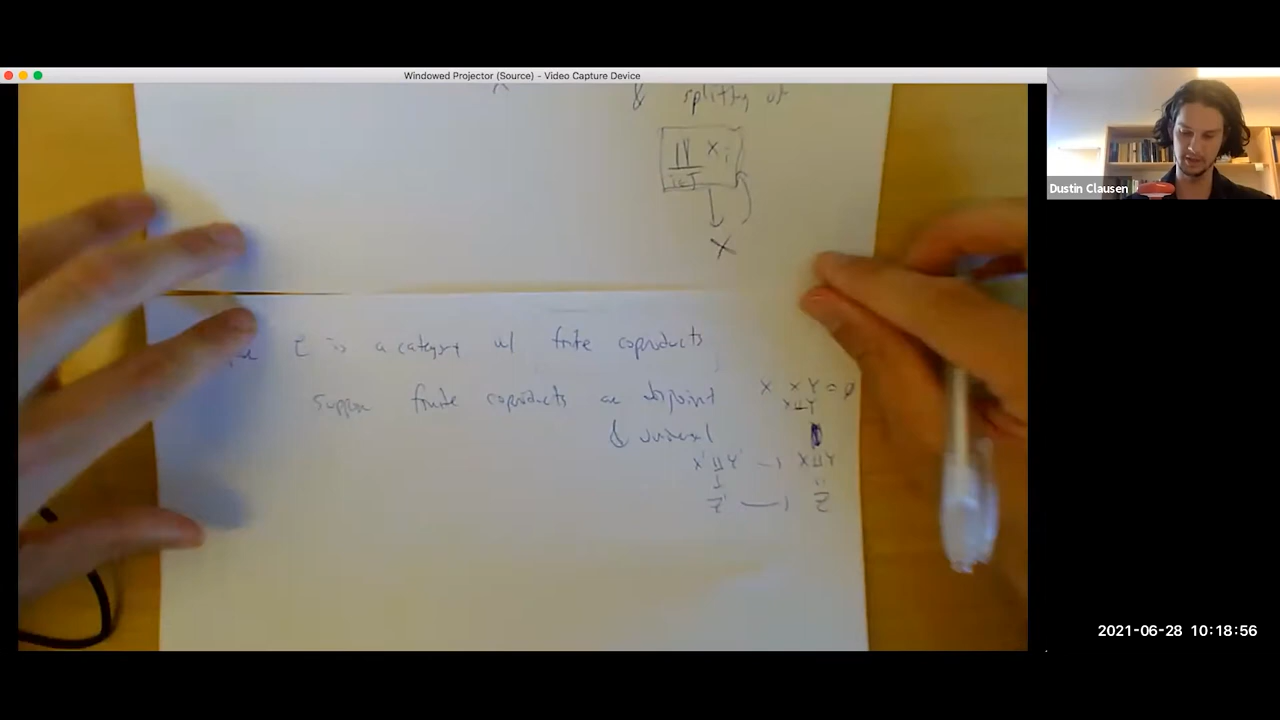 Windowed Projector (Source) - Video Capture Device
& splitting of
∐ Xᵢ
i∈J
X
Dustin Clausen
C is a category w/ finite coproducts
Suppose finite coproducts are disjoint
X × Y = ∅
X⊔Y
& universal
X' ⊔ Y' → X ⊔ Y
↓
Z' → Z
2021-06-28 10:18:56